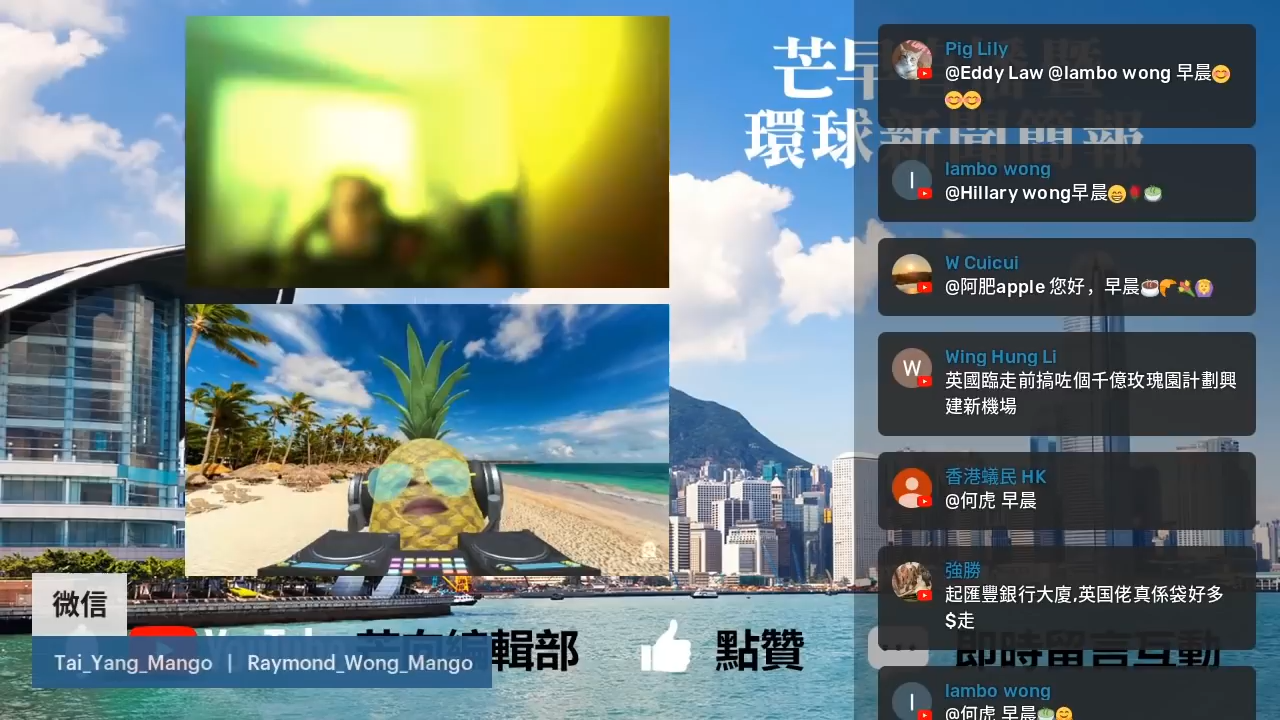 芒早
環球新聞簡報
Pig Lily
@Eddy Law @lambo wong 早晨😊
😊😊
lambo wong
@Hillary wong早晨😁🌹🍵
W Cuicui
@阿肥apple 您好，早晨☕🥐💐🙆
Wing Hung Li
英國臨走前搞咗個千億玫瑰園計劃興
建新機場
香港蟻民 HK
@何虎 早晨
強勝
起匯豐銀行大廈,英国佬真係袋好多
$走
lambo wong
@何虎 早晨🍵😊
微信
Tai_Yang_Mango | Raymond_Wong_Mango
YouTube 芒向編輯部
點贊
即時留言互動